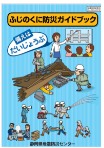 ふじのくに防災ガイドブック
備えは
だいじょうぶ
静岡県地震防災センター